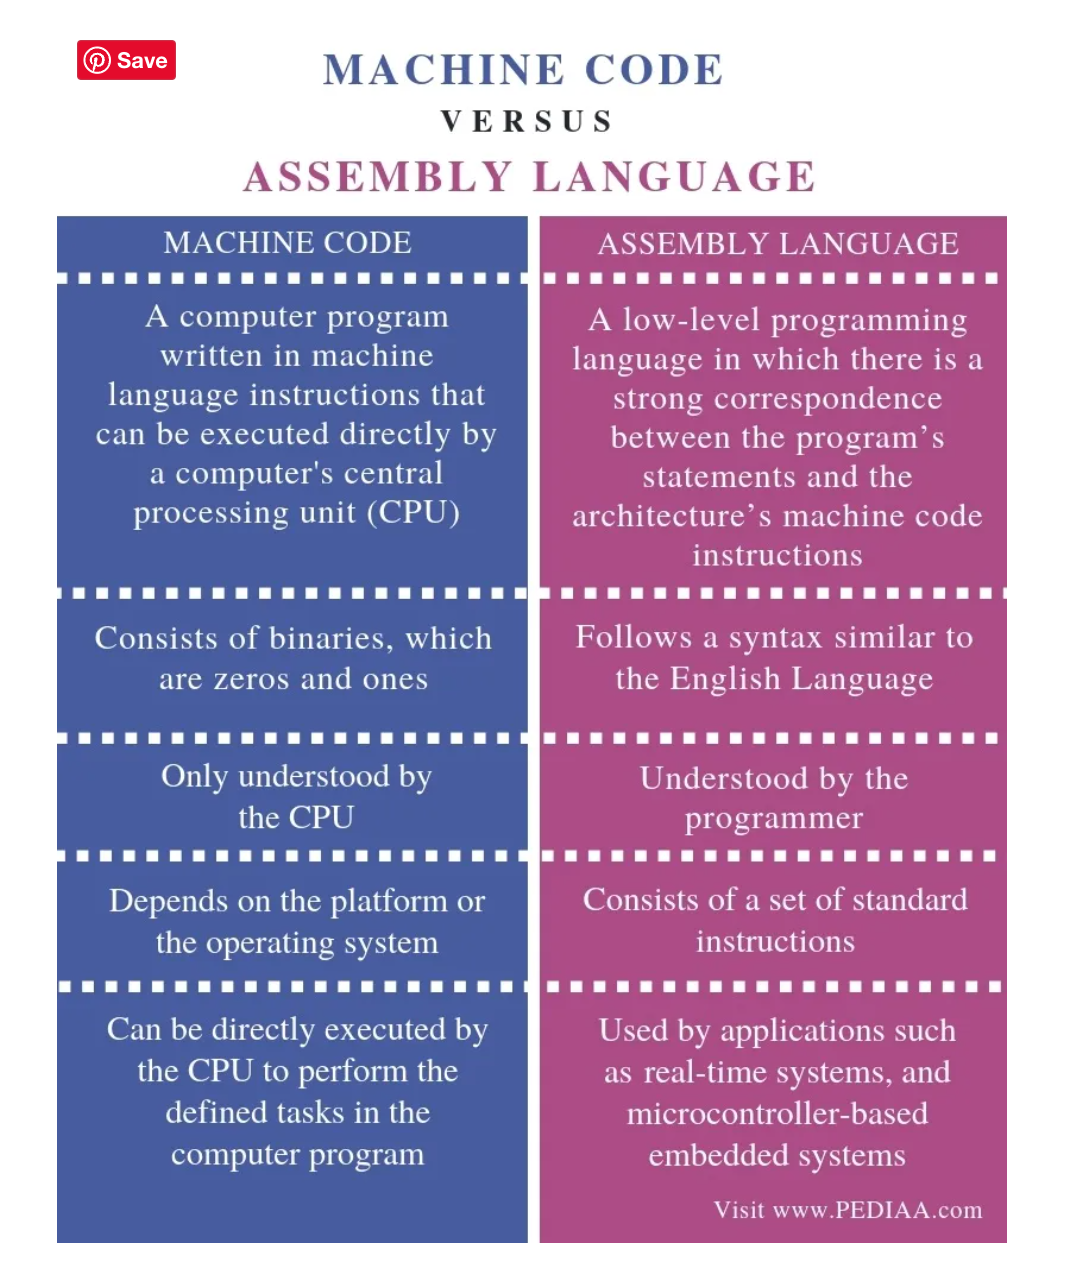 Save
MACHINE CODE
VERSUS
ASSEMBLY LANGUAGE
MACHINE CODE
A computer program
written in machine
language instructions that
can be executed directly by
a computer's central
processing unit (CPU)
Consists of binaries, which
are zeros and ones
Only understood by
the CPU
Depends on the platform or
the operating system
Can be directly executed by
the CPU to perform the
defined tasks in the
computer program
ASSEMBLY LANGUAGE
A low-level programming
language in which there is a
strong correspondence
between the program’s
statements and the
architecture’s machine code
instructions
Follows a syntax similar to
the English Language
Understood by the
programmer
Consists of a set of standard
instructions
Used by applications such
as real-time systems, and
microcontroller-based
embedded systems
Visit www.PEDIAA.com